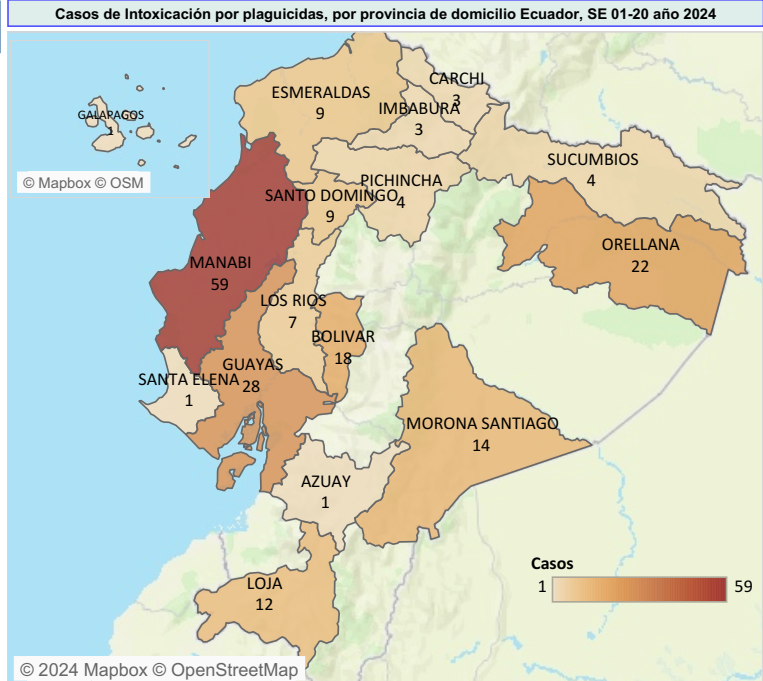 Casos de Intoxicación por plaguicidas, por provincia de domicilio Ecuador, SE 01-20 año 2024
GALAPAGOS
1
© Mapbox © OSM
ESMERALDAS
9
CARCHI
3
IMBABURA
3
SUCUMBIOS
4
PICHINCHA
4
SANTO DOMINGO
9
ORELLANA
22
MANABI
59
LOS RIOS
7
BOLIVAR
18
GUAYAS
28
SANTA ELENA
1
MORONA SANTIAGO
14
AZUAY
1
LOJA
12
Casos
1 59
© 2024 Mapbox © OpenStreetMap